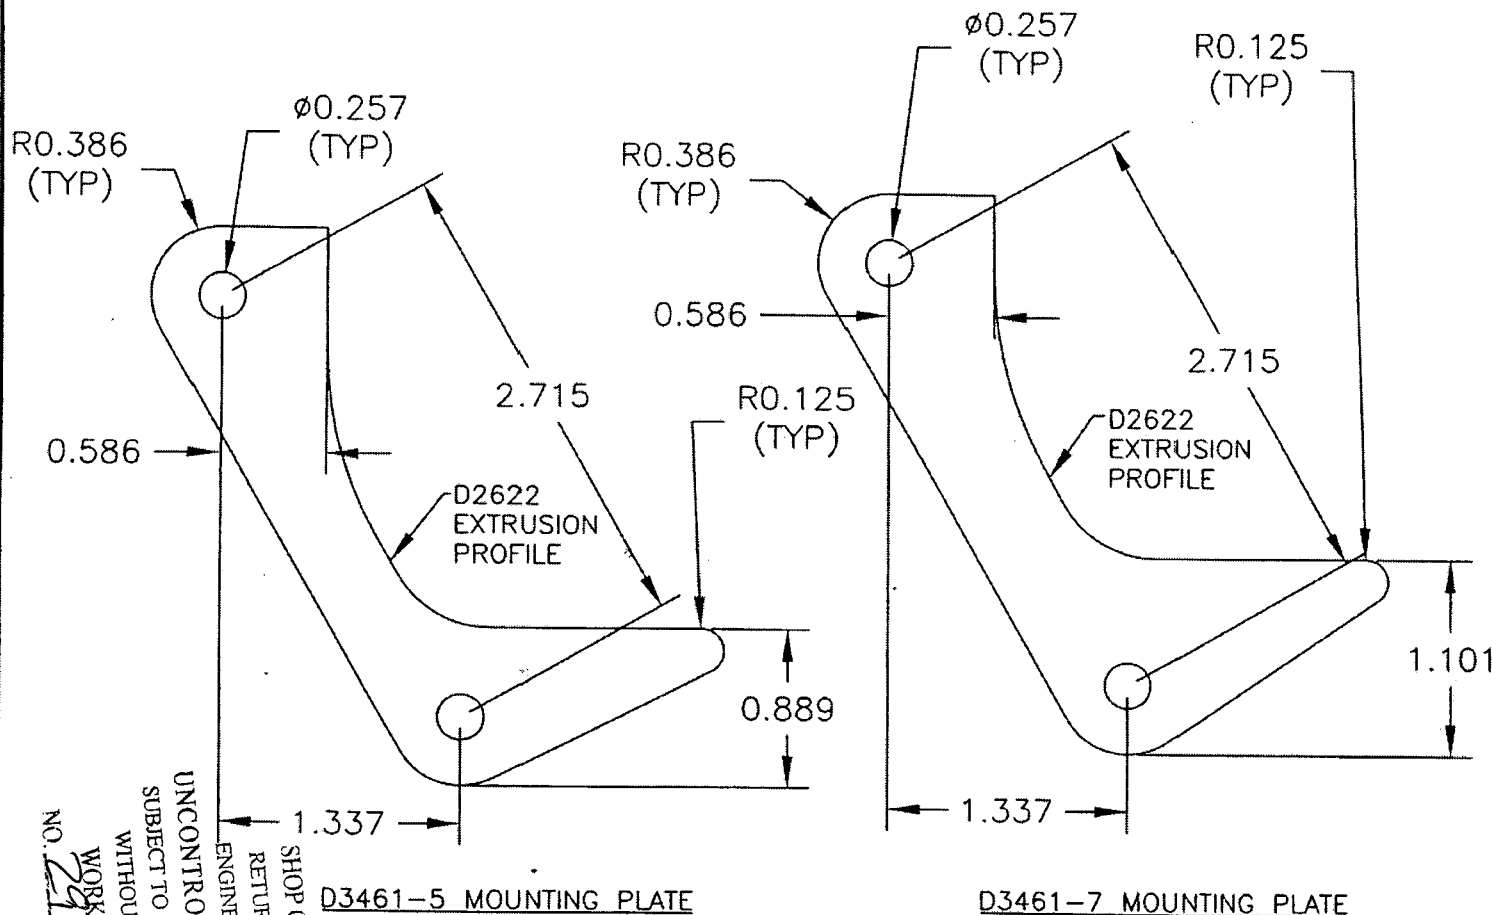 ø0.257
(TYP)
R0.386
(TYP)
0.586
2.715
R0.125
(TYP)
D2622
EXTRUSION
PROFILE
0.889
1.337
D3461-5 MOUNTING PLATE
ø0.257
(TYP)
R0.125
(TYP)
R0.386
(TYP)
0.586
2.715
D2622
EXTRUSION
PROFILE
1.101
1.337
D3461-7 MOUNTING PLATE
SHOP
RETUR
ENGINE
UNCONTRO
SUBJECT TO
WITHOU
WORK
NO.